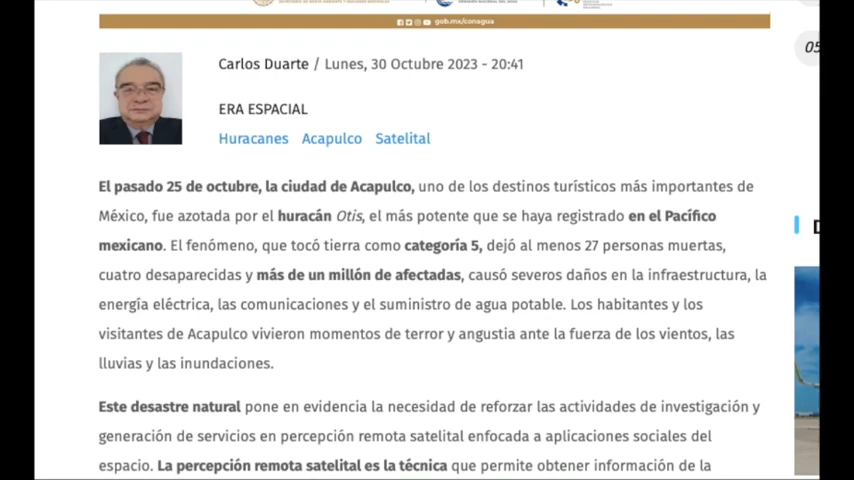 gob.mx/conagua
Carlos Duarte / Lunes, 30 Octubre 2023 - 20:41
05
ERA ESPACIAL
Huracanes Acapulco Satelital
El pasado 25 de octubre, la ciudad de Acapulco, uno de los destinos turísticos más importantes de
México, fue azotada por el huracán Otis, el más potente que se haya registrado en el Pacífico
mexicano. El fenómeno, que tocó tierra como categoría 5, dejó al menos 27 personas muertas,
cuatro desaparecidas y más de un millón de afectadas, causó severos daños en la infraestructura, la
energía eléctrica, las comunicaciones y el suministro de agua potable. Los habitantes y los
visitantes de Acapulco vivieron momentos de terror y angustia ante la fuerza de los vientos, las
lluvias y las inundaciones.
Este desastre natural pone en evidencia la necesidad de reforzar las actividades de investigación y
generación de servicios en percepción remota satelital enfocada a aplicaciones sociales del
espacio. La percepción remota satelital es la técnica que permite obtener información de la